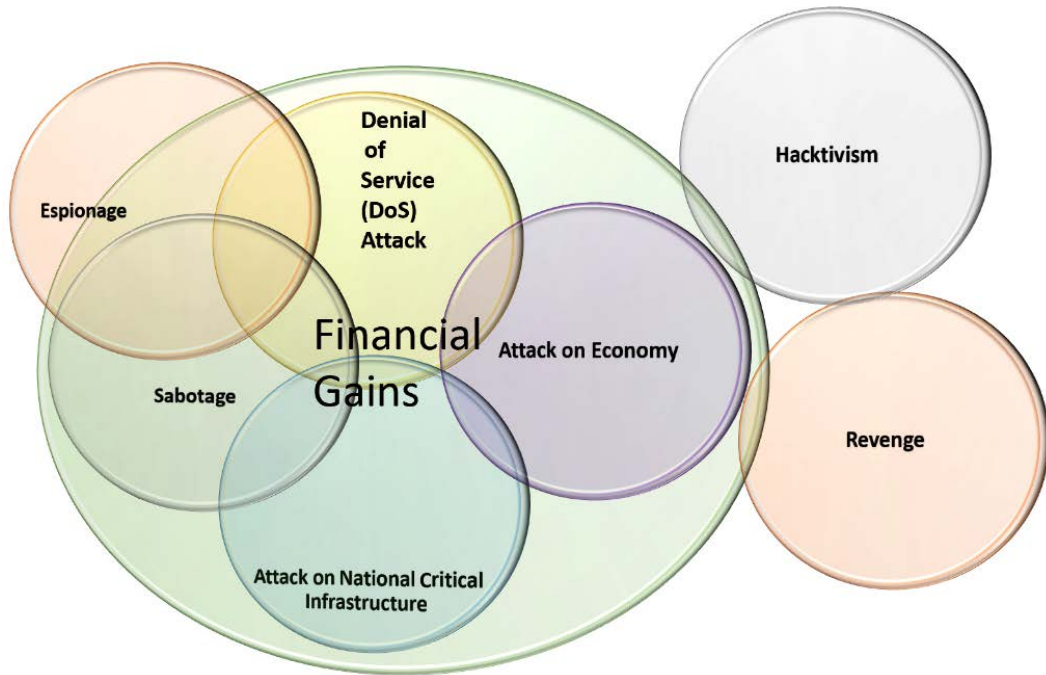 Denial
of
Service
(DoS)
Attack
Hacktivism
Espionage
Financial
Gains
Attack on Economy
Sabotage
Revenge
Attack on National Critical
Infrastructure